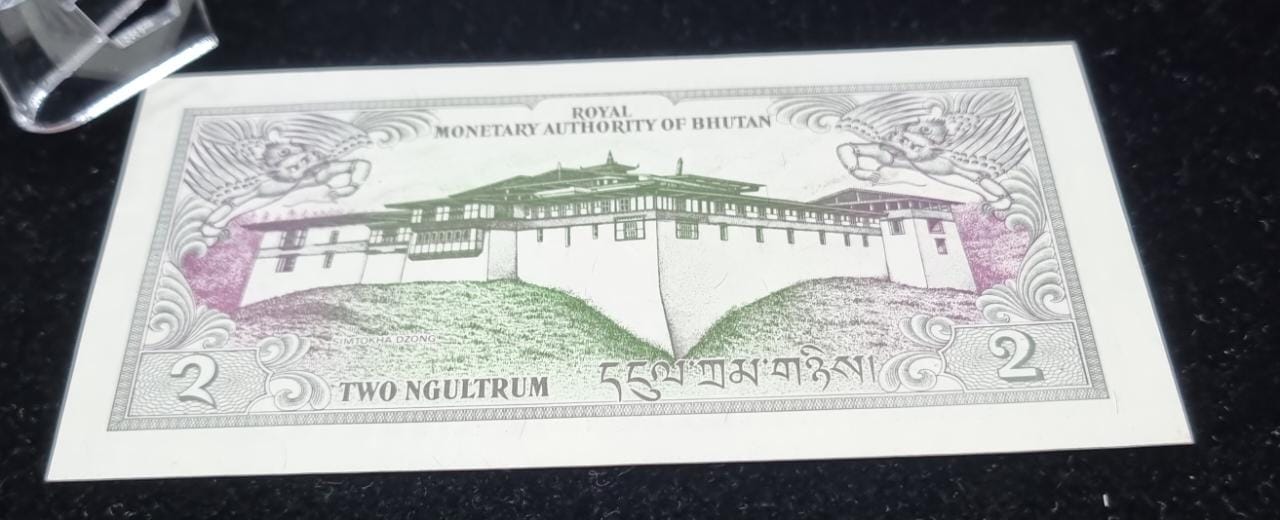 ROYAL
MONETARY AUTHORITY OF BHUTAN
SIMTOKHA DZONG
2
TWO NGULTRUM
དངུལ་ཀྲམ་གཉིས།
2